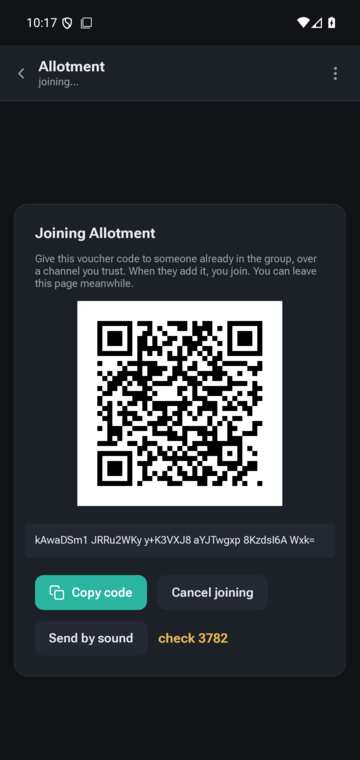 10:17
Allotment
joining...
Joining Allotment
Give this voucher code to someone already in the group, over
a channel you trust. When they add it, you join. You can leave
this page meanwhile.
kAwaDSm1 JRRu2WKy y+K3VXJ8 aYJTwgxp 8KzdsI6A Wxk=
Copy code
Cancel joining
Send by sound
check 3782